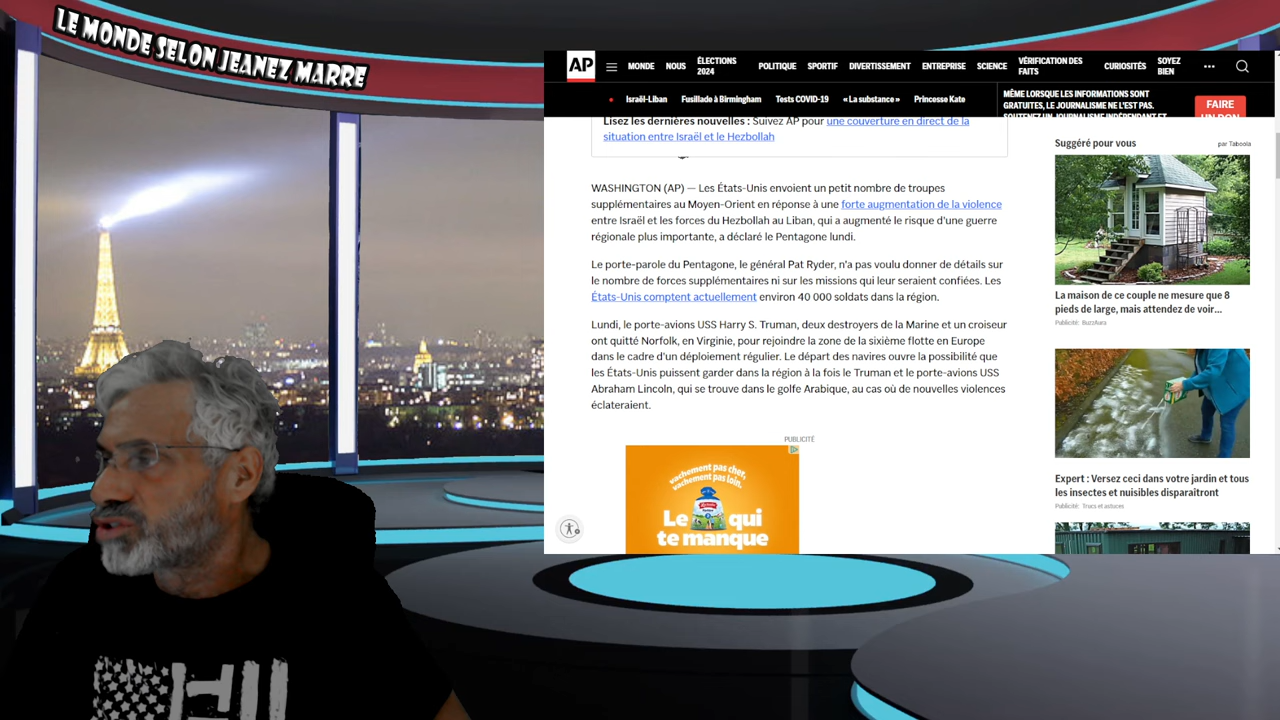 LE MONDE SELON JEANEZ MARRE
AP
MONDE
NOUS
ÉLECTIONS
2024
POLITIQUE
SPORTIF
DIVERTISSEMENT
ENTREPRISE
SCIENCE
VÉRIFICATION DES
FAITS
CURIOSITÉS
SOYEZ
BIEN
Israël-Liban
Fusillade à Birmingham
Tests COVID-19
« La substance »
Princesse Kate
MÊME LORSQUE LES INFORMATIONS SONT
GRATUITES, LE JOURNALISME NE L'EST PAS.
SOUTENEZ UN JOURNALISME INDÉPENDANT ET
FAIRE
UN DON
Lisez les dernières nouvelles : Suivez AP pour une couverture en direct de la
situation entre Israël et le Hezbollah
WASHINGTON (AP) — Les États-Unis envoient un petit nombre de troupes
supplémentaires au Moyen-Orient en réponse à une forte augmentation de la violence
entre Israël et les forces du Hezbollah au Liban, qui a augmenté le risque d'une guerre
régionale plus importante, a déclaré le Pentagone lundi.
Le porte-parole du Pentagone, le général Pat Ryder, n'a pas voulu donner de détails sur
le nombre de forces supplémentaires ni sur les missions qui leur seraient confiées. Les
États-Unis comptent actuellement environ 40 000 soldats dans la région.
Lundi, le porte-avions USS Harry S. Truman, deux destroyers de la Marine et un croiseur
ont quitté Norfolk, en Virginie, pour rejoindre la zone de la sixième flotte en Europe
dans le cadre d'un déploiement régulier. Le départ des navires ouvre la possibilité que
les États-Unis puissent garder dans la région à la fois le Truman et le porte-avions USS
Abraham Lincoln, qui se trouve dans le golfe Arabique, au cas où de nouvelles violences
éclateraient.
PUBLICITÉ
vachement pas cher,
vachement pas loin.
Le qui
te manque
Suggéré pour vous
par Taboola
La maison de ce couple ne mesure que 8
pieds de large, mais attendez de voir...
Publicité: BuzzAura
Expert : Versez ceci dans votre jardin et tous
les insectes et nuisibles disparaîtront
Publicité: Trucs et astuces